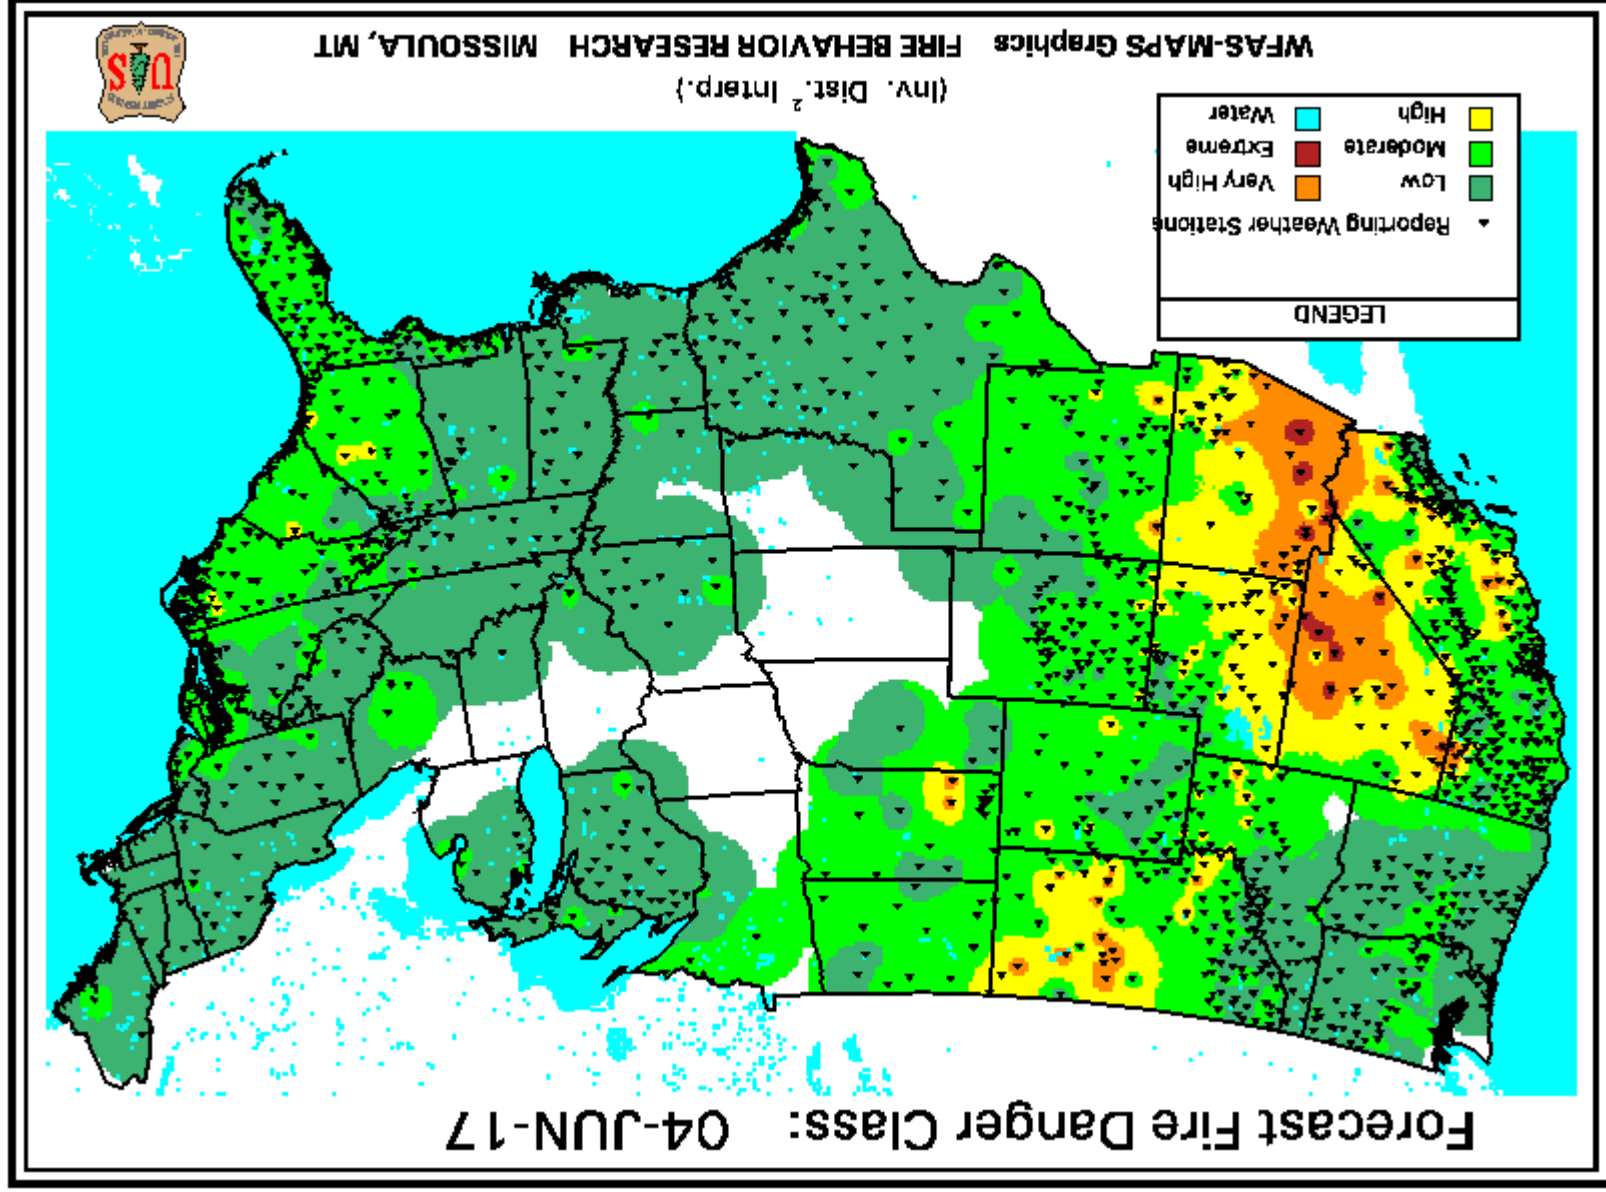 Forecast Fire Danger Class: 04-JUN-17
LEGEND
Reporting Weather Stations
Low
Very High
Moderate
Extreme
High
Water
(Inv. Dist.² Interp.)
WFAS-MAPS Graphics FIRE BEHAVIOR RESEARCH MISSOULA, MT
U S